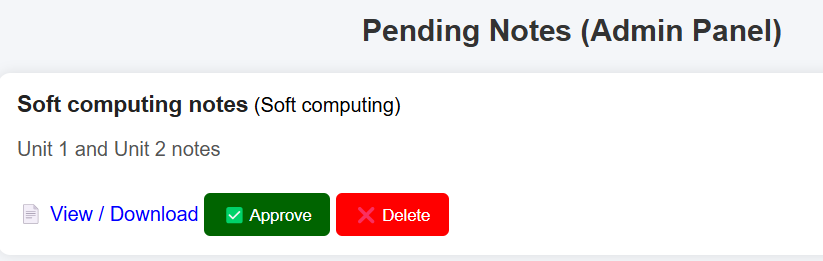 Pending Notes (Admin Panel)
Soft computing notes (Soft computing)
Unit 1 and Unit 2 notes
View / Download Approve Delete